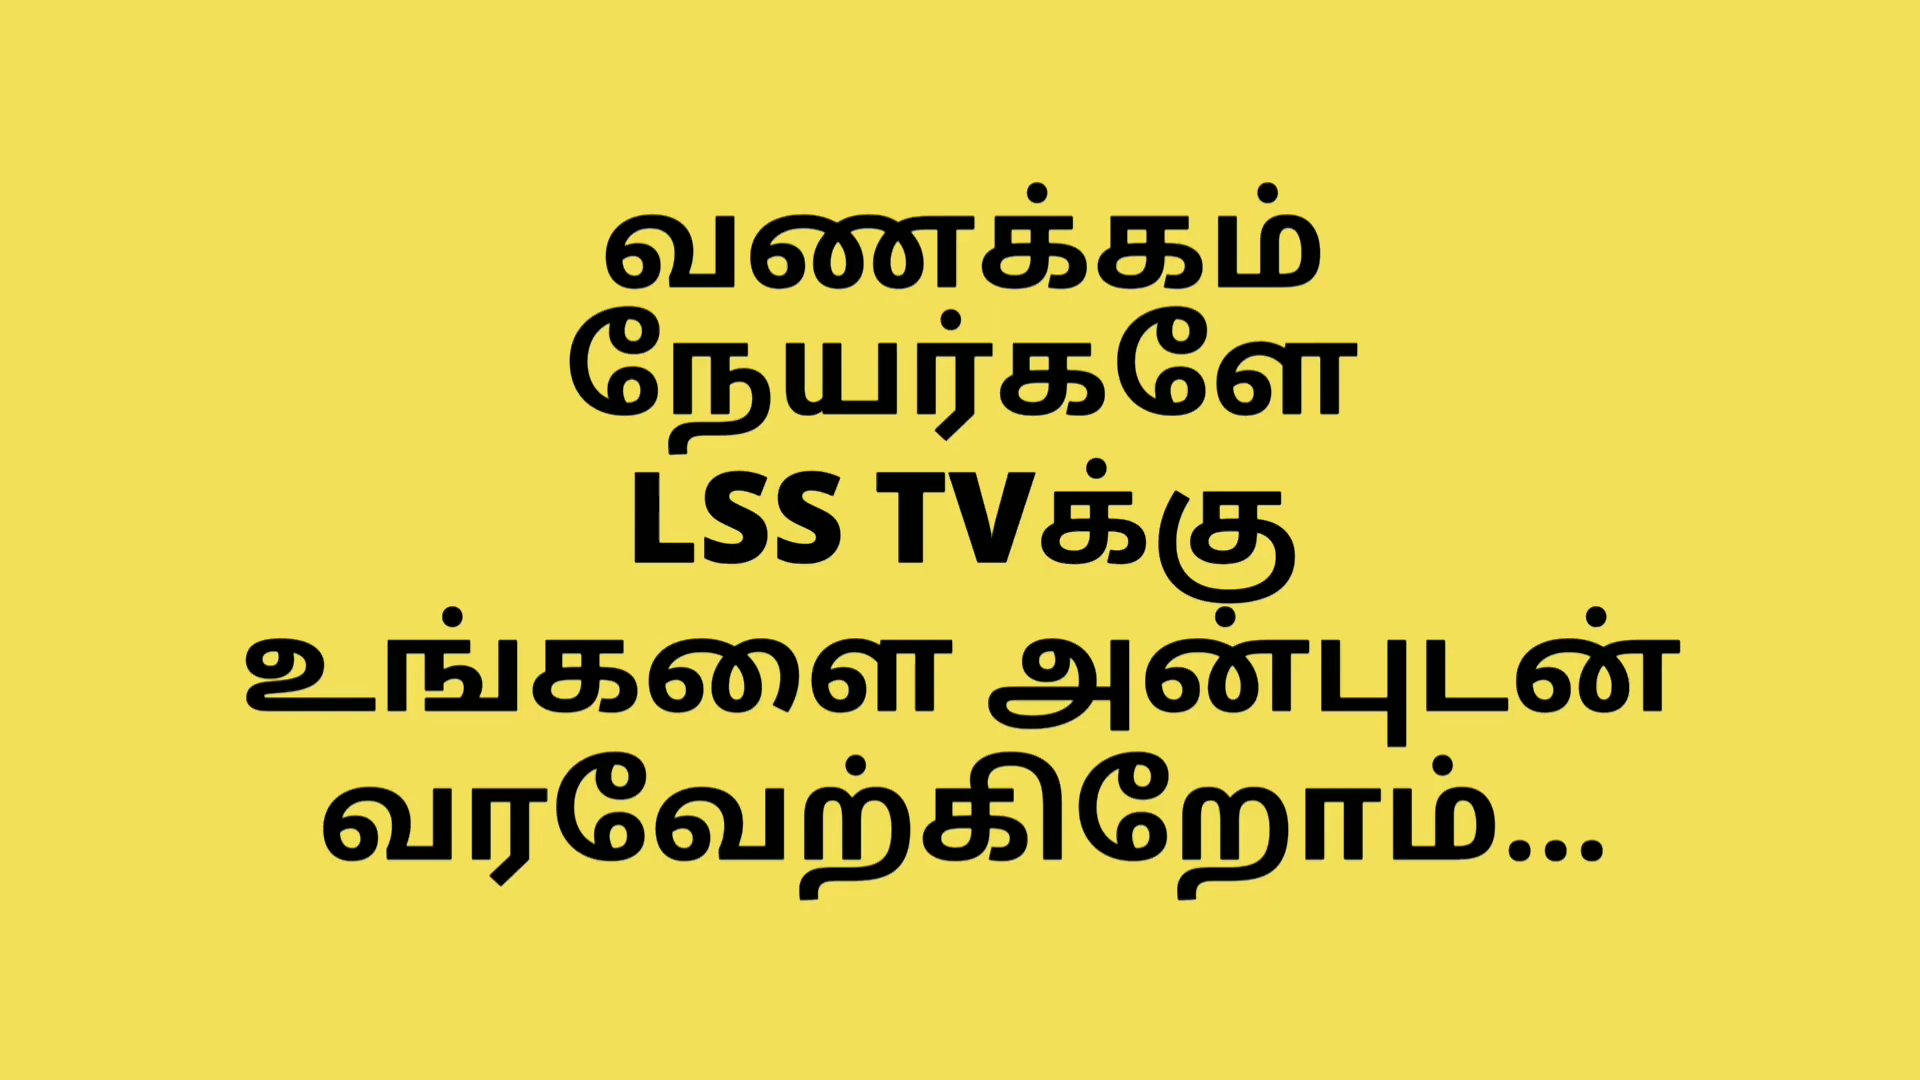 வணக்கம்
நேயர்களே
LSS TVக்கு
உங்களை அன்புடன்
வரவேற்கிறோம்...